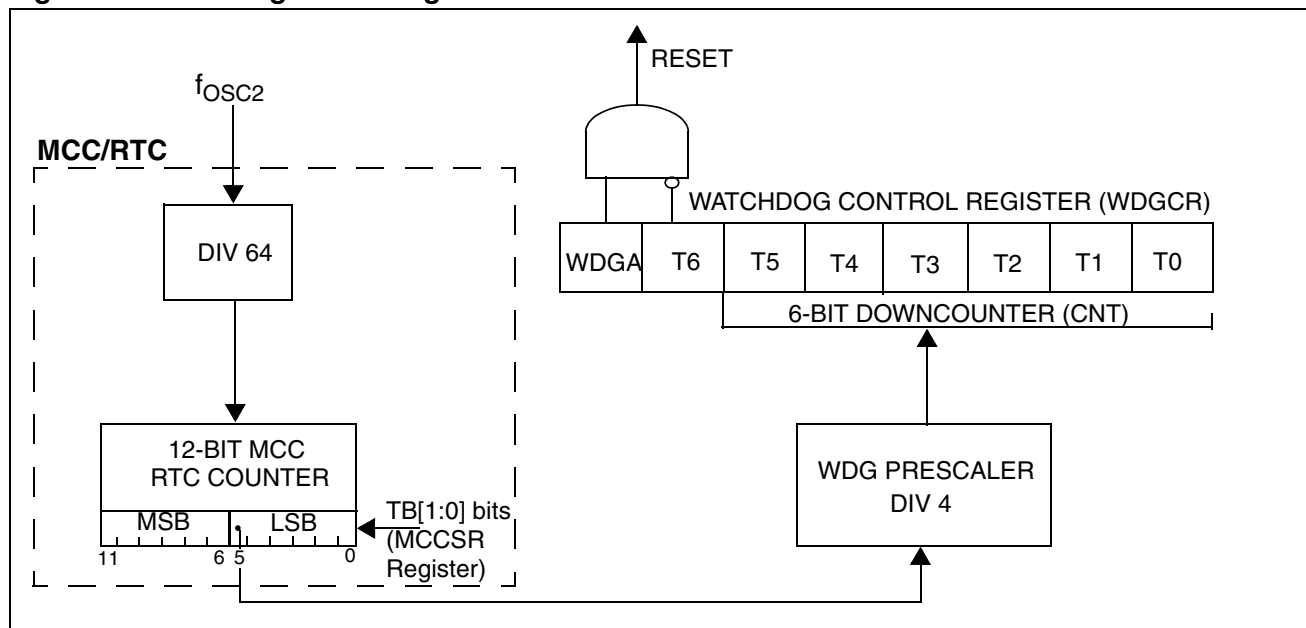 RESET
fOSC2
MCC/RTC
DIV 64
12-BIT MCC
RTC COUNTER
MSB LSB
11 6 5 0
TB[1:0] bits
(MCCSR
Register)
WATCHDOG CONTROL REGISTER (WDGCR)
WDGA T6 T5 T4 T3 T2 T1 T0
6-BIT DOWNCOUNTER (CNT)
WDG PRESCALER
DIV 4